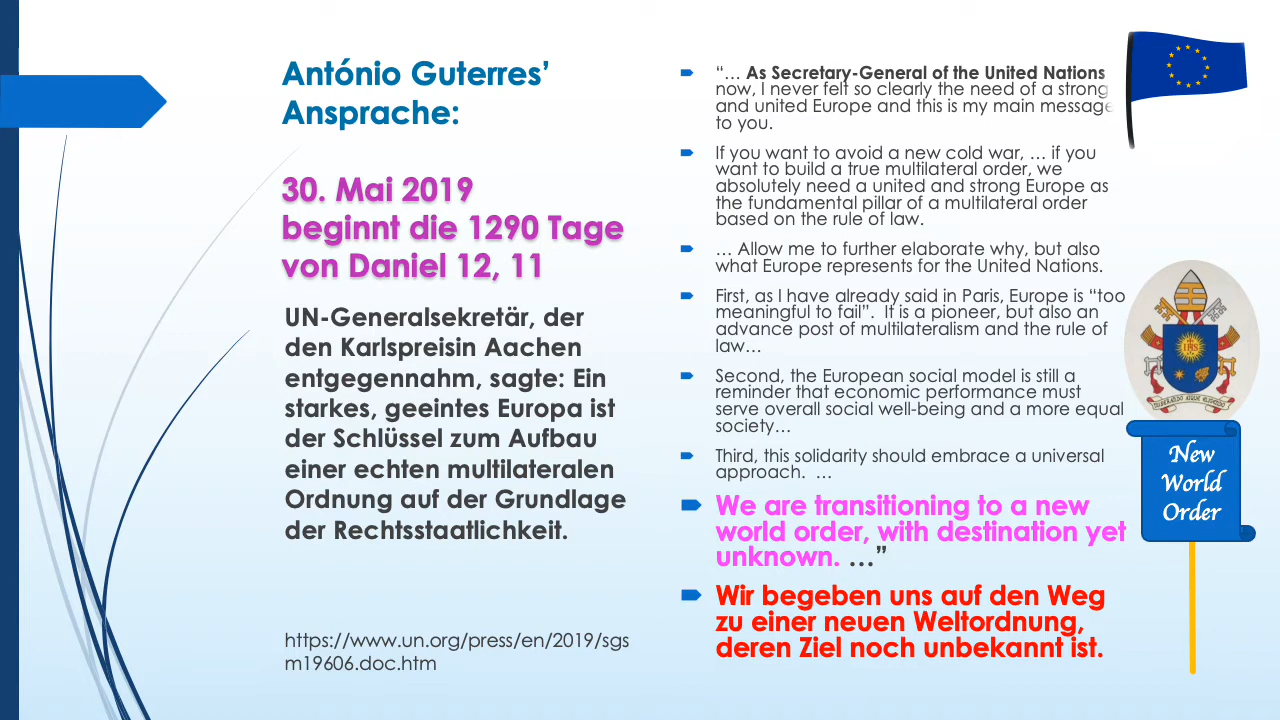 António Guterres’
Ansprache:
30. Mai 2019
beginnt die 1290 Tage
von Daniel 12, 11
UN-Generalsekretär, der
den Karlspreisin Aachen
entgegennahm, sagte: Ein
starkes, geeintes Europa ist
der Schlüssel zum Aufbau
einer echten multilateralen
Ordnung auf der Grundlage
der Rechtsstaatlichkeit.
https://www.un.org/press/en/2019/sgs
m19606.doc.htm
“… As Secretary-General of the United Nations
now, I never felt so clearly the need of a strong
and united Europe and this is my main message
to you.
If you want to avoid a new cold war, … if you
want to build a true multilateral order, we
absolutely need a united and strong Europe as
the fundamental pillar of a multilateral order
based on the rule of law.
… Allow me to further elaborate why, but also
what Europe represents for the United Nations.
First, as I have already said in Paris, Europe is “too
meaningful to fail”.  It is a pioneer, but also an
advance post of multilateralism and the rule of
law…
Second, the European social model is still a
reminder that economic performance must
serve overall social well-being and a more equal
society…
Third, this solidarity should embrace a universal
approach.  …
We are transitioning to a new
world order, with destination yet
unknown. …”
Wir begeben uns auf den Weg
zu einer neuen Weltordnung,
deren Ziel noch unbekannt ist.
IHS
New
World
Order